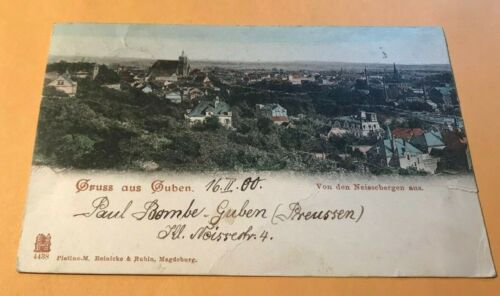 Gruss aus Guben. 16.II.00. Von den Neissebergen aus.
Paul Bombe-Guben (Preussen)
Kl. Neissestr. 4.
4438 Platino-M. Reinicke & Rubin, Magdeburg.